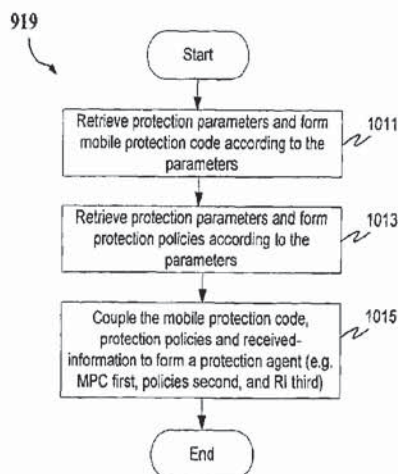 919
Start
Retrieve protection parameters and form
mobile protection code according to the
parameters
1011
Retrieve protection parameters and form
protection policies according to the
parameters
1013
Couple the mobile protection code,
protection policies and received-
information to form a protection agent (e.g.
MPC first, policies second, and RI third)
1015
End